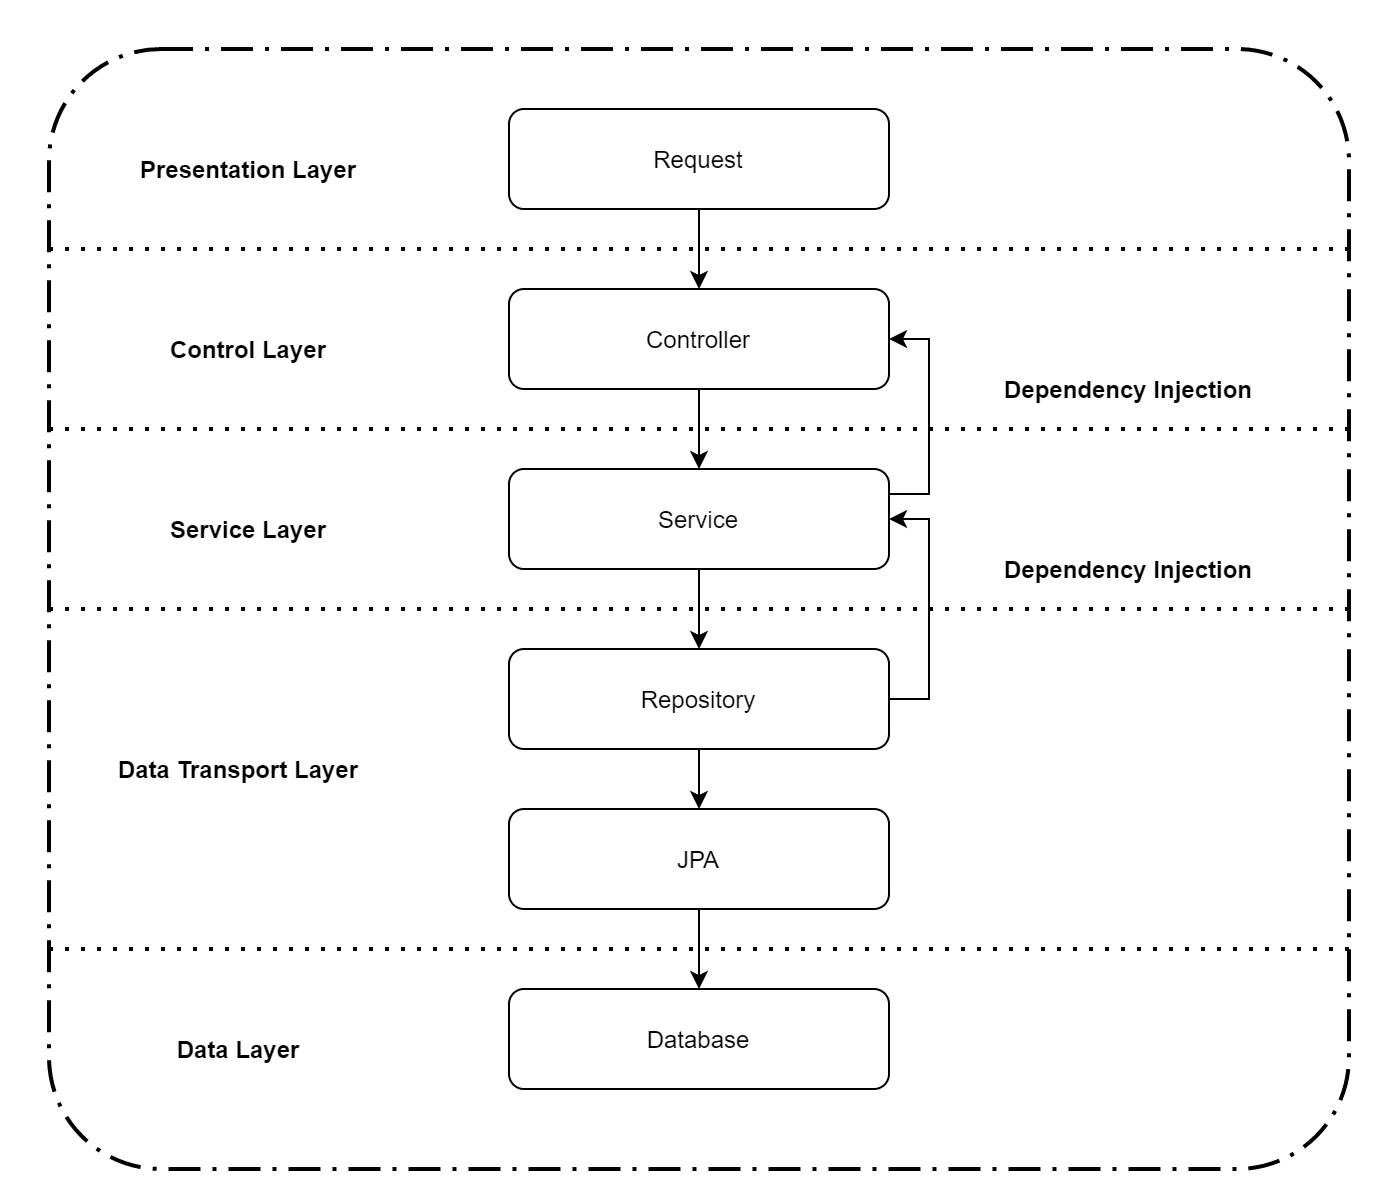 Presentation Layer
Request
Control Layer
Controller
Dependency Injection
Service Layer
Service
Dependency Injection
Data Transport Layer
Repository
JPA
Data Layer
Database